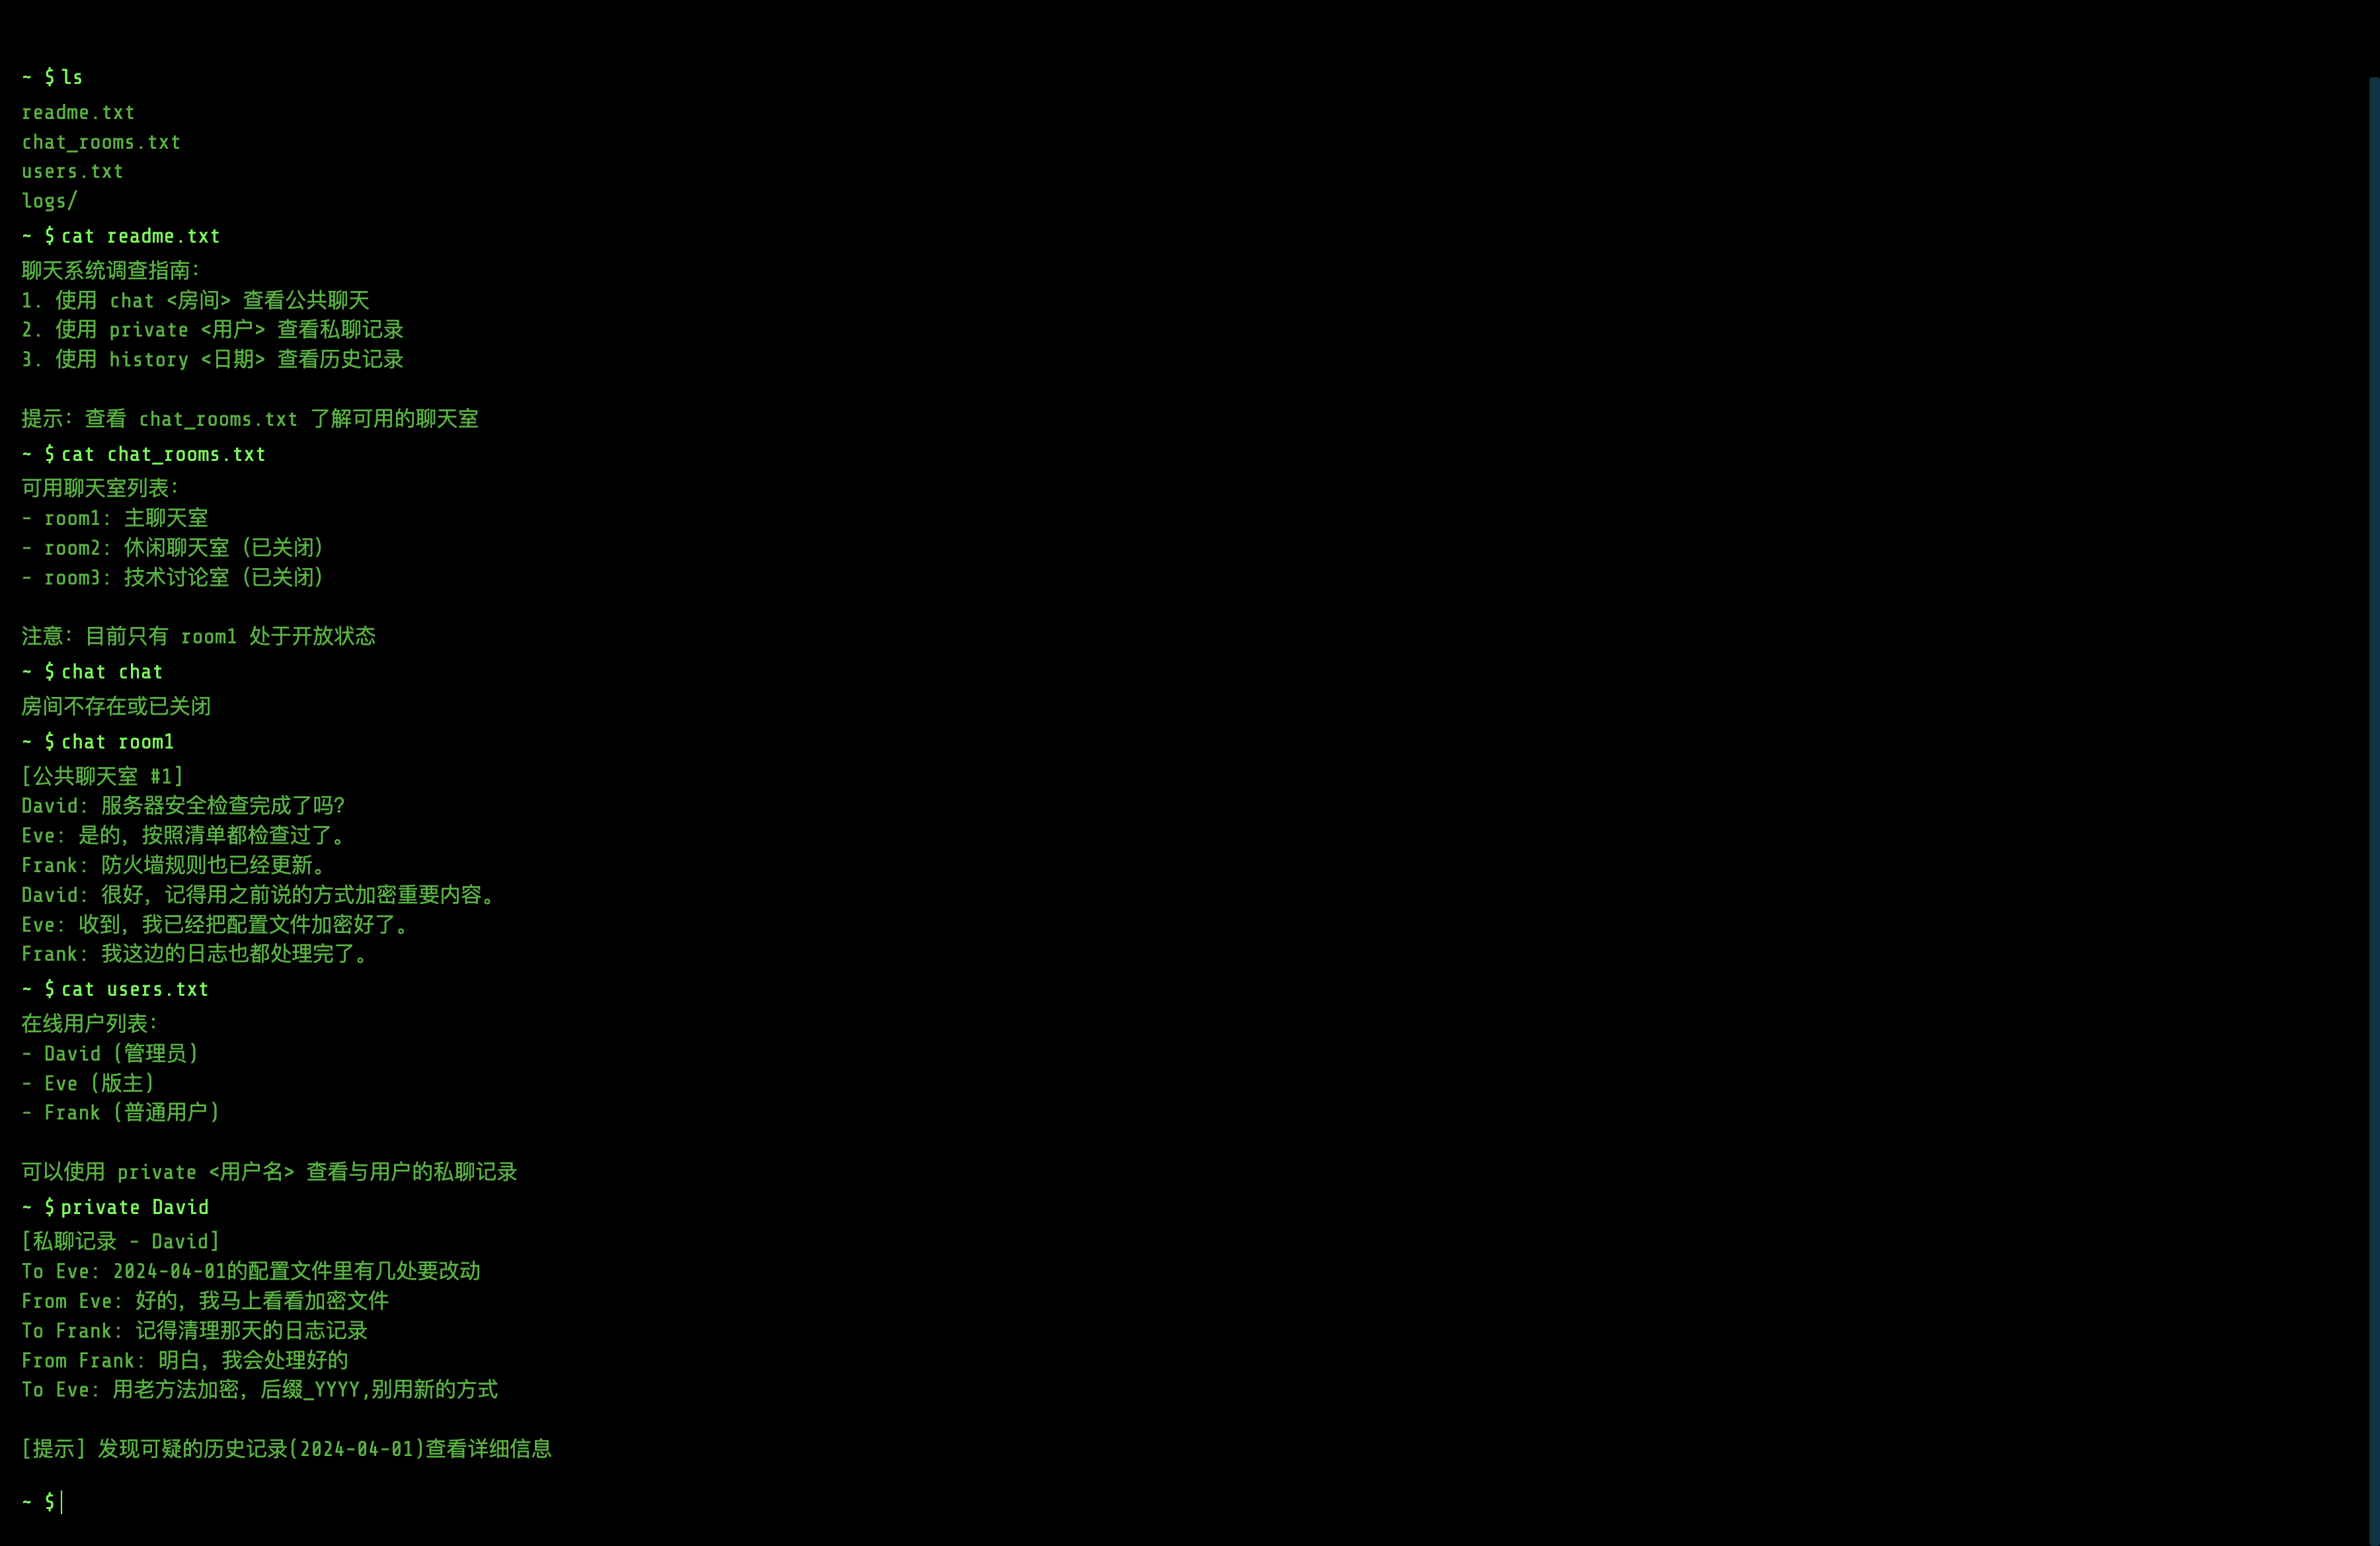 ~ $ ls
readme.txt
chat_rooms.txt
users.txt
logs/
~ $ cat readme.txt
聊天系统调查指南：
1. 使用 chat <房间> 查看公共聊天
2. 使用 private <用户> 查看私聊记录
3. 使用 history <日期> 查看历史记录
提示：查看 chat_rooms.txt 了解可用的聊天室
~ $ cat chat_rooms.txt
可用聊天室列表：
- room1: 主聊天室
- room2: 休闲聊天室 (已关闭)
- room3: 技术讨论室 (已关闭)
注意：目前只有 room1 处于开放状态
~ $ chat chat
房间不存在或已关闭
~ $ chat room1
[公共聊天室 #1]
David: 服务器安全检查完成了吗？
Eve: 是的，按照清单都检查过了。
Frank: 防火墙规则也已经更新。
David: 很好，记得用之前说的方式加密重要内容。
Eve: 收到，我已经把配置文件加密好了。
Frank: 我这边的日志也都处理完了。
~ $ cat users.txt
在线用户列表：
- David (管理员)
- Eve (版主)
- Frank (普通用户)
可以使用 private <用户名> 查看与用户的私聊记录
~ $ private David
[私聊记录 - David]
To Eve: 2024-04-01的配置文件里有几处要改动
From Eve: 好的，我马上看看加密文件
To Frank: 记得清理那天的日志记录
From Frank: 明白，我会处理好的
To Eve: 用老方法加密，后缀_YYYY,别用新的方式
[提示] 发现可疑的历史记录(2024-04-01)查看详细信息
~ $